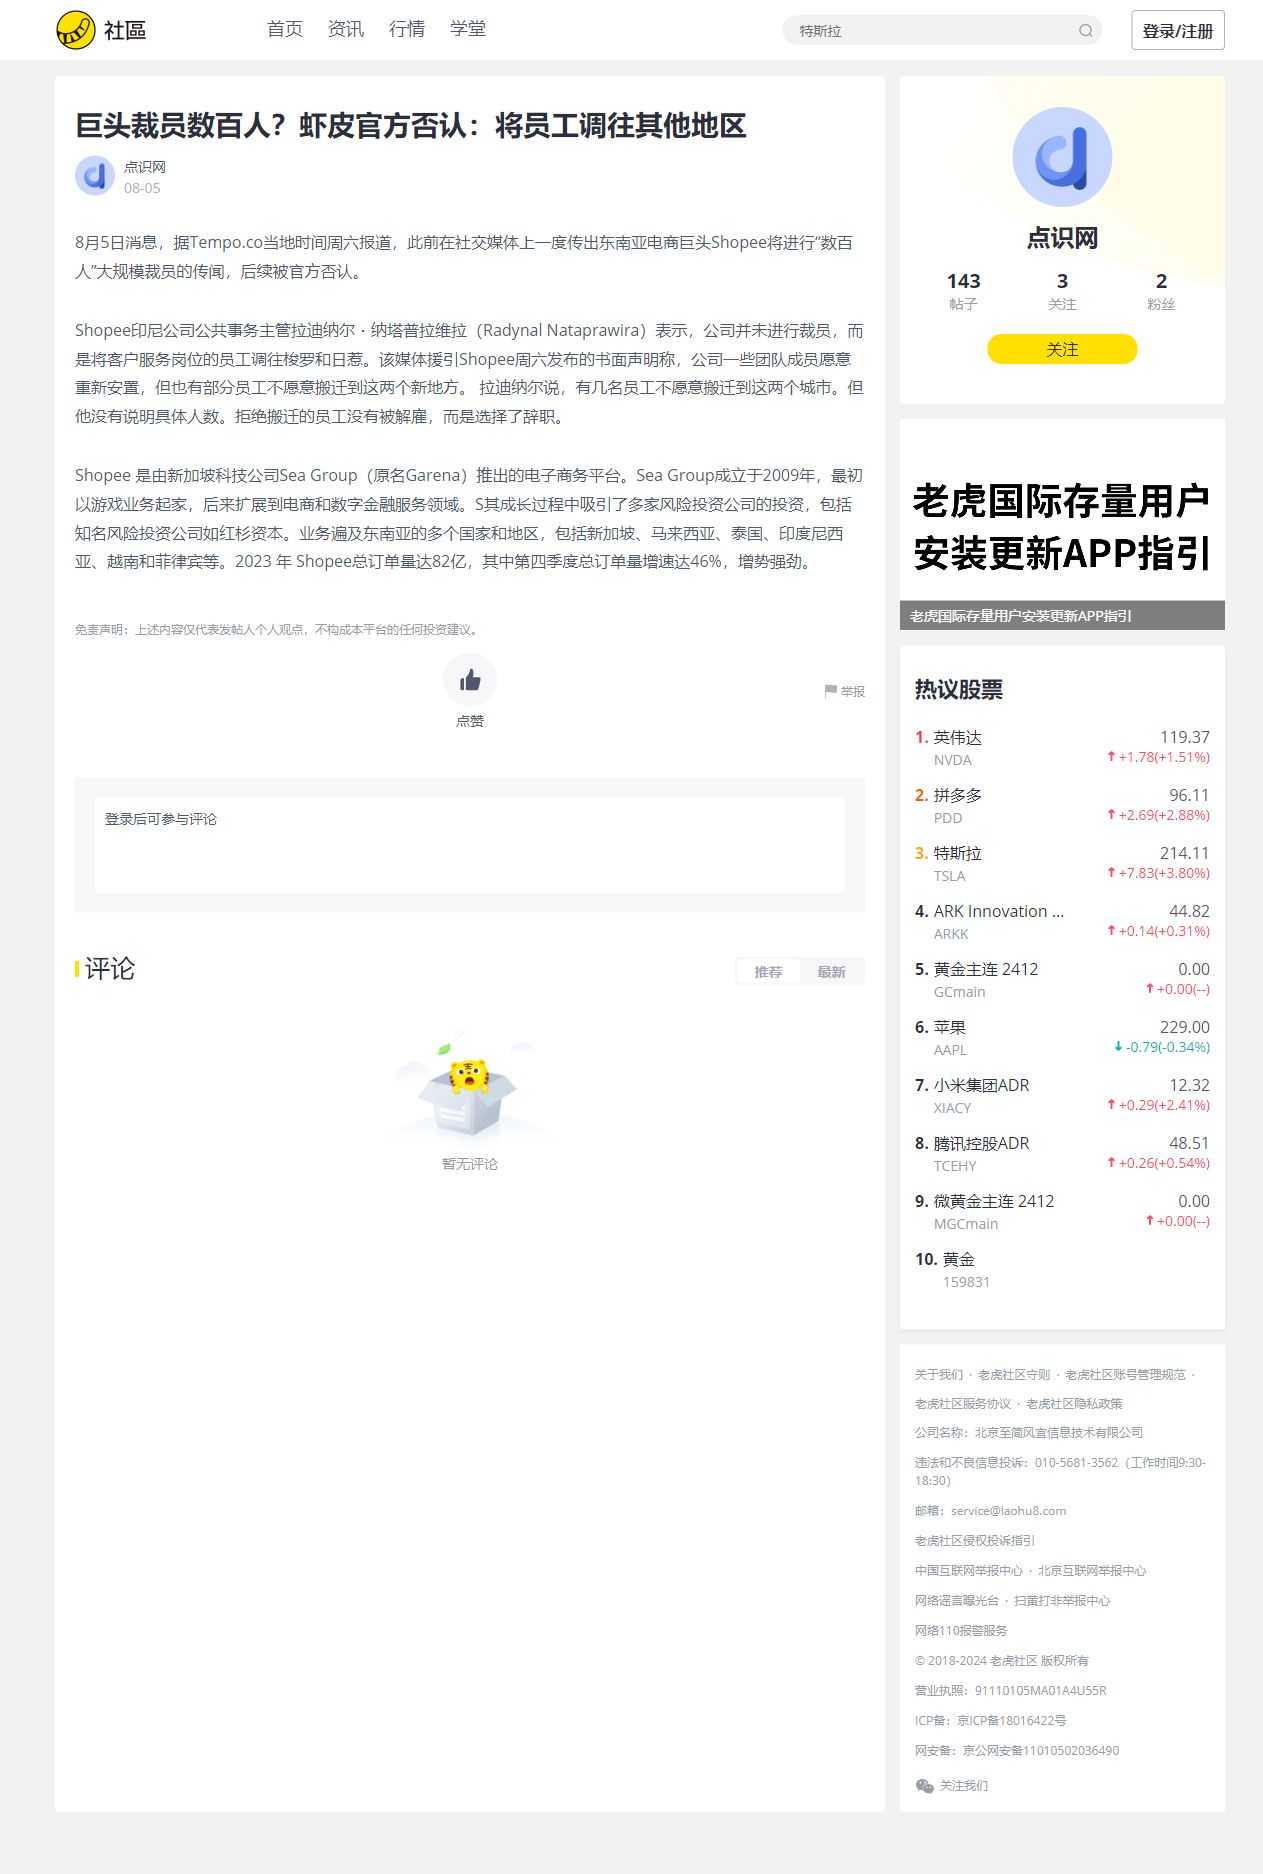 社區
首页 资讯 行情 学堂
特斯拉
登录/注册
巨头裁员数百人？虾皮官方否认：将员工调往其他地区
点识网
08-05
8月5日消息，据Tempo.co当地时间周六报道，此前在社交媒体上一度传出东南亚电商巨头Shopee将进行“数百
人”大规模裁员的传闻，后续被官方否认。
Shopee印尼公司公共事务主管拉迪纳尔·纳塔普拉维拉（Radynal Nataprawira）表示，公司并未进行裁员，而
是将客户服务岗位的员工调往梭罗和日惹。该媒体援引Shopee周六发布的书面声明称，公司一些团队成员愿意
重新安置，但也有部分员工不愿意搬迁到这两个新地方。 拉迪纳尔说，有几名员工不愿意搬迁到这两个城市。但
他没有说明具体人数。拒绝搬迁的员工没有被解雇，而是选择了辞职。
Shopee 是由新加坡科技公司Sea Group（原名Garena）推出的电子商务平台。Sea Group成立于2009年，最初
以游戏业务起家，后来扩展到电商和数字金融服务领域。S其成长过程中吸引了多家风险投资公司的投资，包括
知名风险投资公司如红杉资本。业务遍及东南亚的多个国家和地区，包括新加坡、马来西亚、泰国、印度尼西
亚、越南和菲律宾等。2023 年 Shopee总订单量达82亿，其中第四季度总订单量增速达46%，增势强劲。
免责声明：上述内容仅代表发帖人个人观点，不构成本平台的任何投资建议。
点赞
举报
登录后可参与评论
评论
推荐 最新
暂无评论
点识网
143 3 2
帖子 关注 粉丝
关注
老虎国际存量用户
安装更新APP指引
老虎国际存量用户安装更新APP指引
热议股票
1. 英伟达 119.37
NVDA +1.78(+1.51%)
2. 拼多多 96.11
PDD +2.69(+2.88%)
3. 特斯拉 214.11
TSLA +7.83(+3.80%)
4. ARK Innovation ... 44.82
ARKK +0.14(+0.31%)
5. 黄金主连 2412 0.00
GCmain +0.00(--)
6. 苹果 229.00
AAPL -0.79(-0.34%)
7. 小米集团ADR 12.32
XIACY +0.29(+2.41%)
8. 腾讯控股ADR 48.51
TCEHY +0.26(+0.54%)
9. 微黄金主连 2412 0.00
MGCmain +0.00(--)
10. 黄金
159831
关于我们 · 老虎社区守则 · 老虎社区账号管理规范 ·
老虎社区服务协议 · 老虎社区隐私政策
公司名称：北京至简风宜信息技术有限公司
违法和不良信息投诉：010-5681-3562（工作时间9:30-
18:30）
邮箱：service@laohu8.com
老虎社区侵权投诉指引
中国互联网举报中心 · 北京互联网举报中心
网络谣言曝光台 · 扫黄打非举报中心
网络110报警服务
© 2018-2024 老虎社区 版权所有
营业执照：91110105MA01A4U55R
ICP备：京ICP备18016422号
网安备：京公网安备11010502036490
关注我们